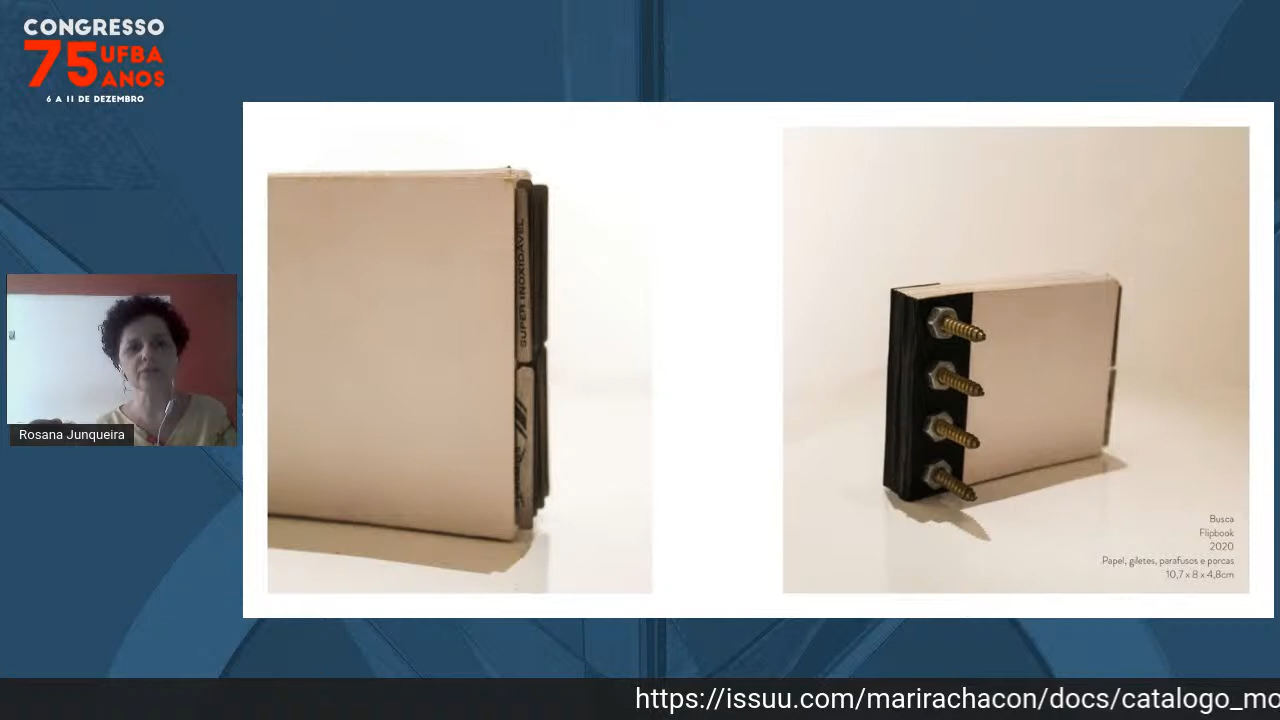 CONGRESSO
75 UFBA
ANOS
6 A 11 DE DEZEMBRO
SUPER INOXIDÁVEL
Rosana Junqueira
Busca
Flipbook
2020
Papel, giletes, parafusos e porcas
10,7 x 8 x 4,8cm
https://issuu.com/marirachacon/docs/catalogo_mo